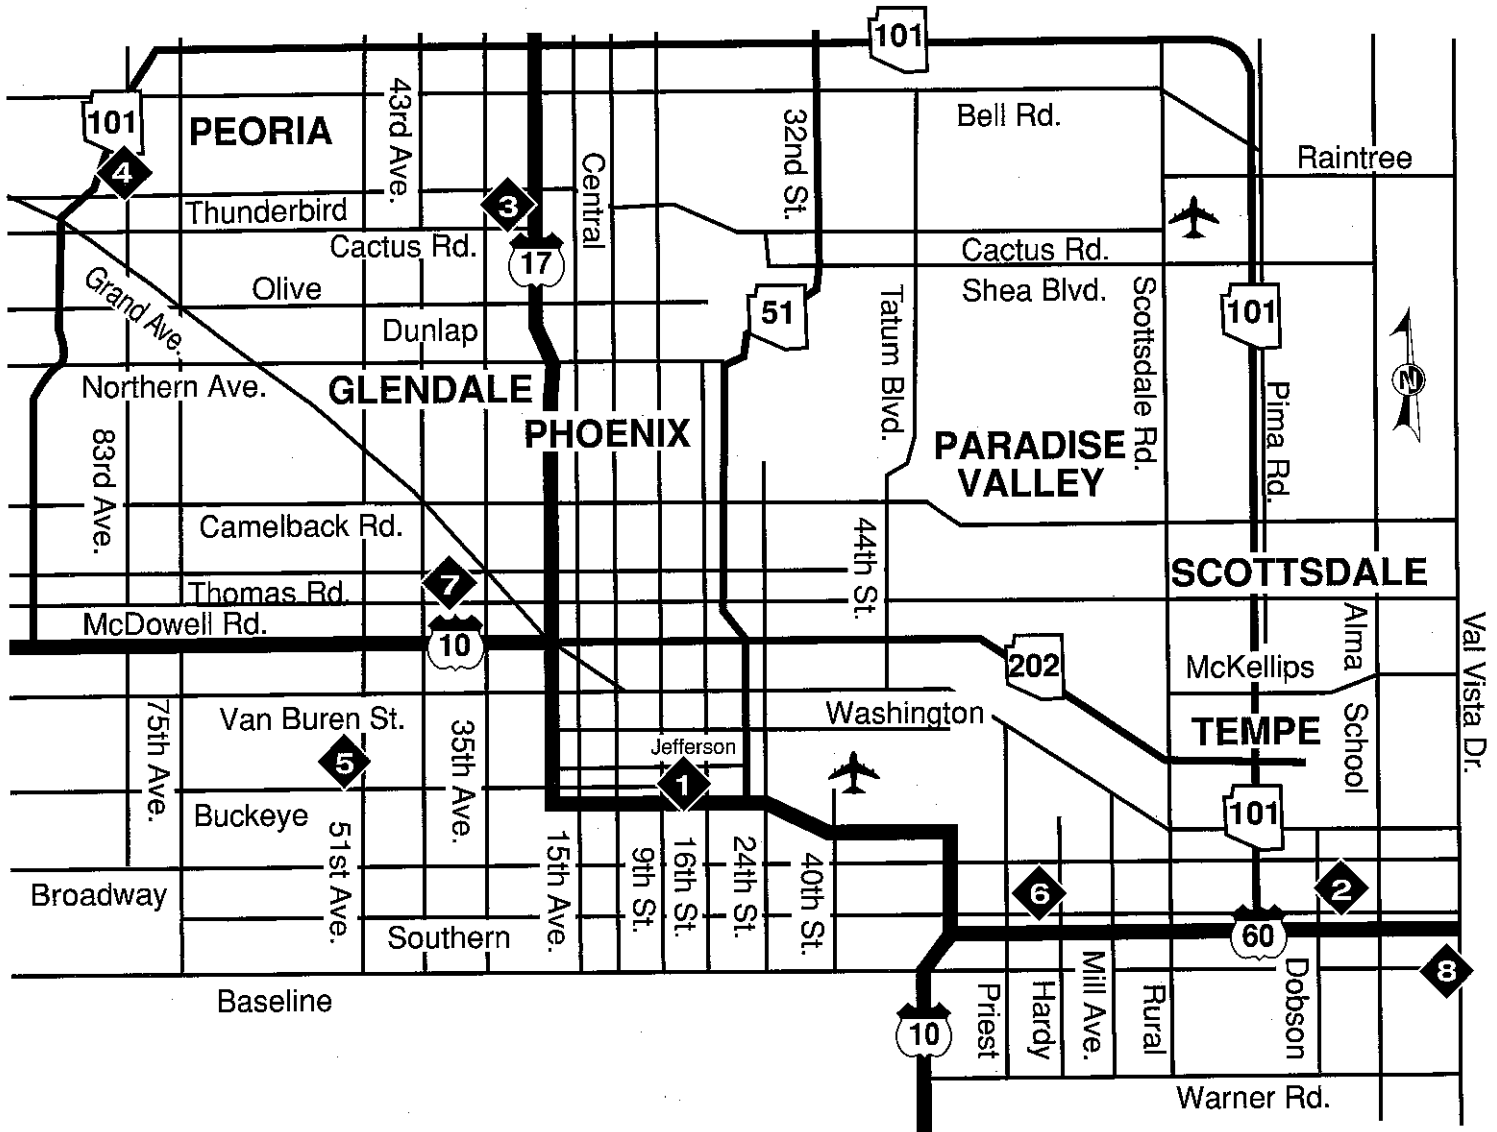 101
101
Bell Rd.
43rd Ave.
PEORIA
32nd St.
Raintree
4
Central
Thunderbird
3
Cactus Rd.
Cactus Rd.
17
Shea Blvd.
Olive
Grand Ave.
51
101
Dunlap
Tatum Blvd.
Scottsdale Rd.
N
Northern Ave.
GLENDALE
PHOENIX
Pima Rd.
PARADISE
VALLEY
83rd Ave.
Camelback Rd.
44th St.
SCOTTSDALE
7
Thomas Rd.
McDowell Rd.
10
202
McKellips
Alma
School
Val Vista Dr.
75th Ave.
Van Buren St.
35th Ave.
Washington
TEMPE
Jefferson
5
1
Buckeye
101
51st Ave.
15th Ave.
9th St.
16th St.
24th St.
40th St.
Broadway
6
2
Southern
60
8
Baseline
10
Priest
Hardy
Mill Ave.
Rural
Dobson
Warner Rd.